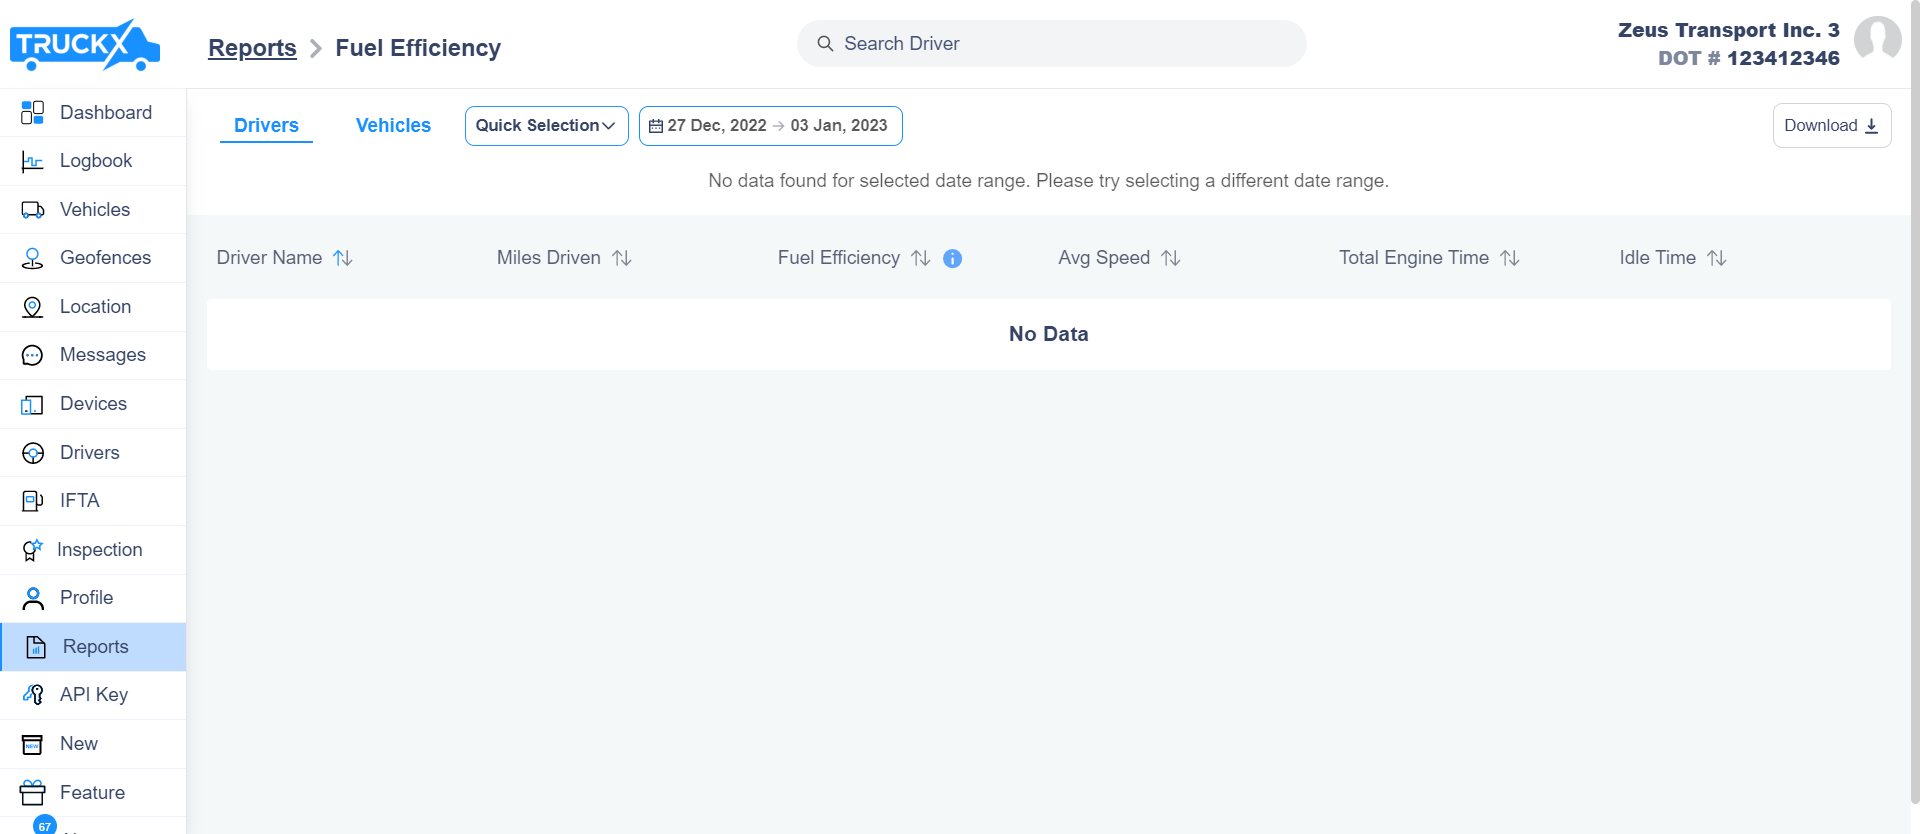 TRUCKX
Reports > Fuel Efficiency
Search Driver
Zeus Transport Inc. 3
DOT # 123412346
Drivers
Vehicles
Quick Selection
27 Dec, 2022 → 03 Jan, 2023
Download
No data found for selected date range. Please try selecting a different date range.
Driver Name
Miles Driven
Fuel Efficiency
Avg Speed
Total Engine Time
Idle Time
No Data
Dashboard
Logbook
Vehicles
Geofences
Location
Messages
Devices
Drivers
IFTA
Inspection
Profile
Reports
API Key
NEW
New
Feature
67